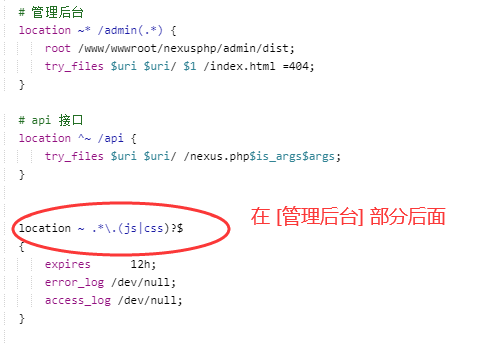 # 管理后台
location ~* /admin(.*) {
root /www/wwwroot/nexusphp/admin/dist;
try_files $uri $uri/ $1 /index.html =404;
}
# api 接口
location ^~ /api {
try_files $uri $uri/ /nexus.php$is_args$args;
}
location ~ .*\.(js|css)?$
在 [管理后台] 部分后面
{
expires 12h;
error_log /dev/null;
access_log /dev/null;
}